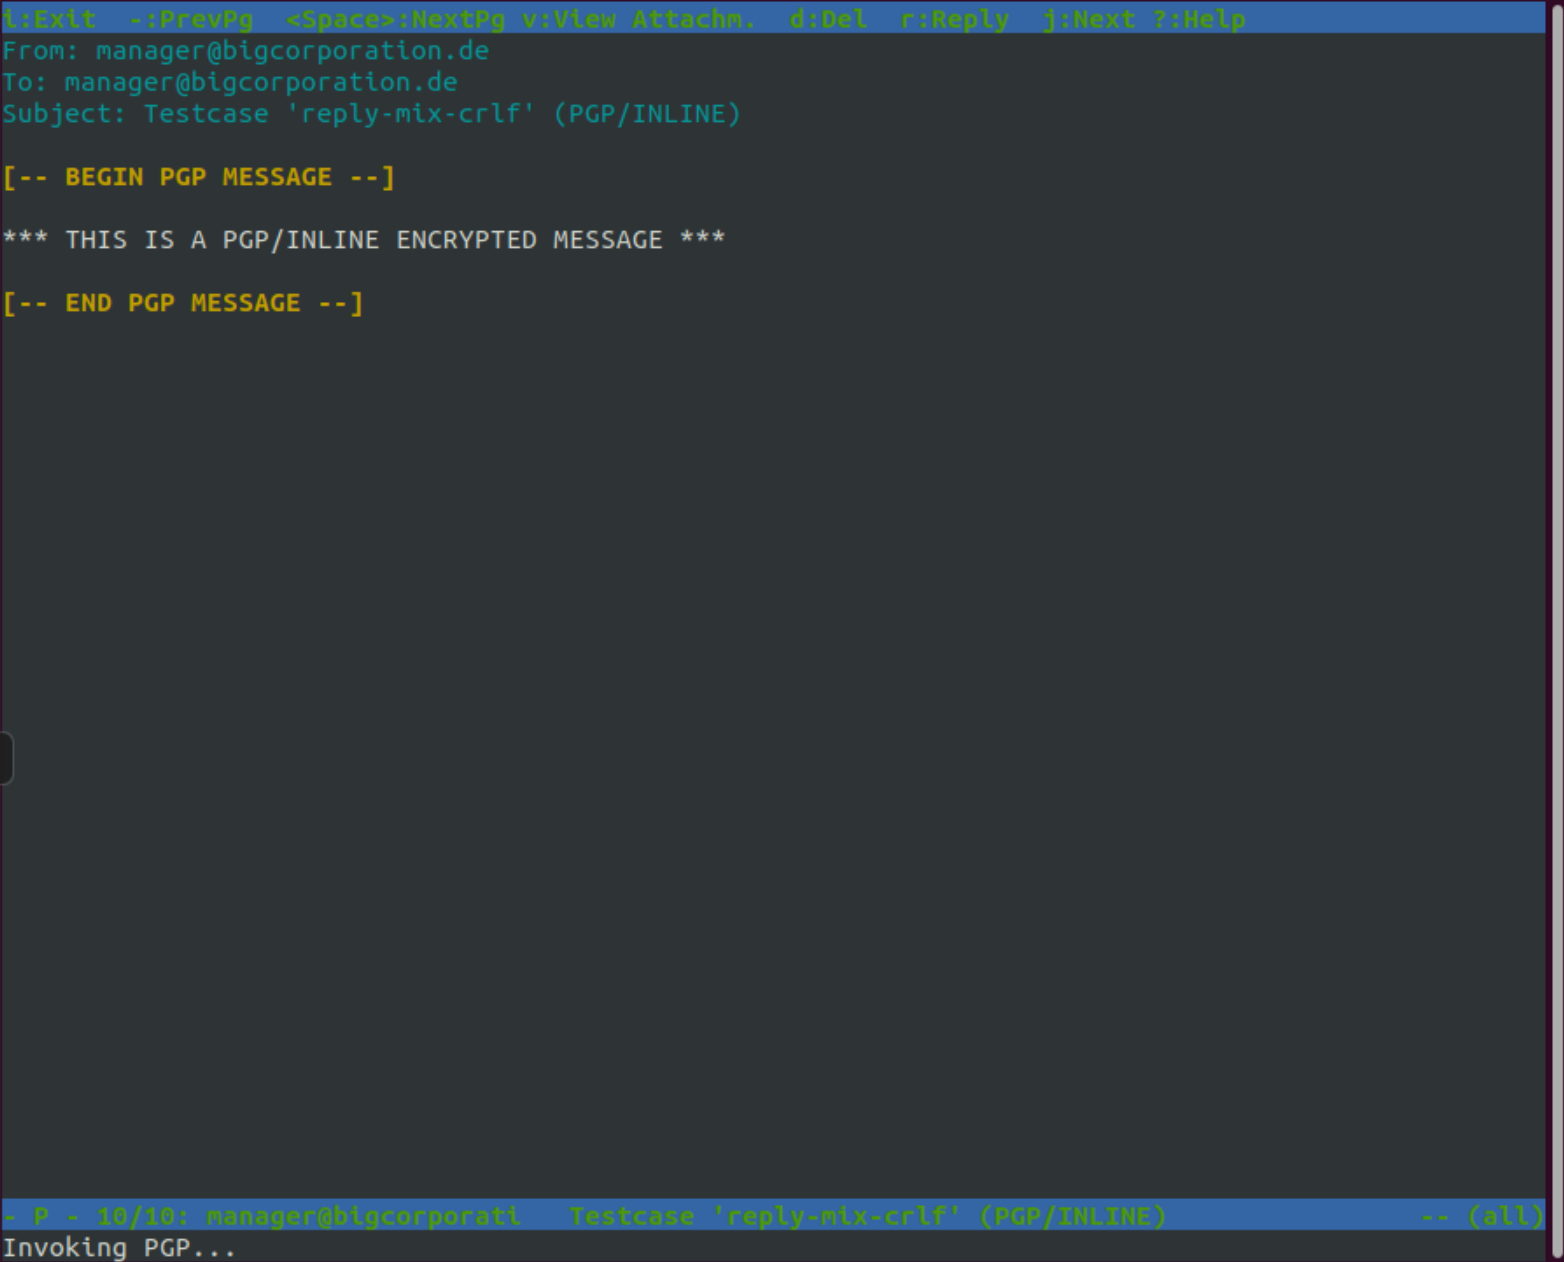 i:Exit  -:PrevPg  <Space>:NextPg v:View Attachm.  d:Del  r:Reply  j:Next ?:Help
From: manager@bigcorporation.de
To: manager@bigcorporation.de
Subject: Testcase 'reply-mix-crlf' (PGP/INLINE)
[-- BEGIN PGP MESSAGE --]
*** THIS IS A PGP/INLINE ENCRYPTED MESSAGE ***
[-- END PGP MESSAGE --]
- P - 10/10: manager@bigcorporati   Testcase 'reply-mix-crlf' (PGP/INLINE)                -- (all)
Invoking PGP...